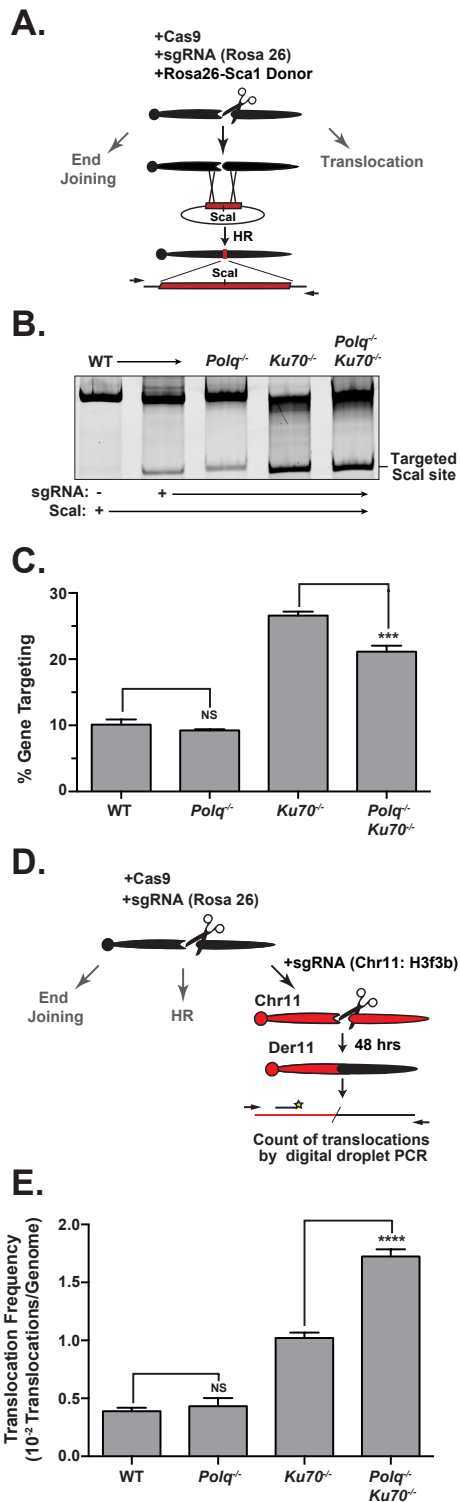 A.
+Cas9
+sgRNA (Rosa 26)
+Rosa26-Sca1 Donor
End
Joining
Translocation
ScaI
HR
ScaI
B.
WT
Polq-/-
Ku70-/-
Polq-/-
Ku70-/-
Targeted
ScaI site
sgRNA: - +
ScaI: +
C.
% Gene Targeting
30
20
10
0
NS
***
WT
Polq-/-
Ku70-/-
Polq-/-
Ku70-/-
D.
+Cas9
+sgRNA (Rosa 26)
End
Joining
HR
+sgRNA (Chr11: H3f3b)
Chr11
48 hrs
Der11
Count of translocations
by digital droplet PCR
E.
Translocation Frequency
(10-2 Translocations/Genome)
2.0
1.5
1.0
0.5
0.0
NS
****
WT
Polq-/-
Ku70-/-
Polq-/-
Ku70-/-